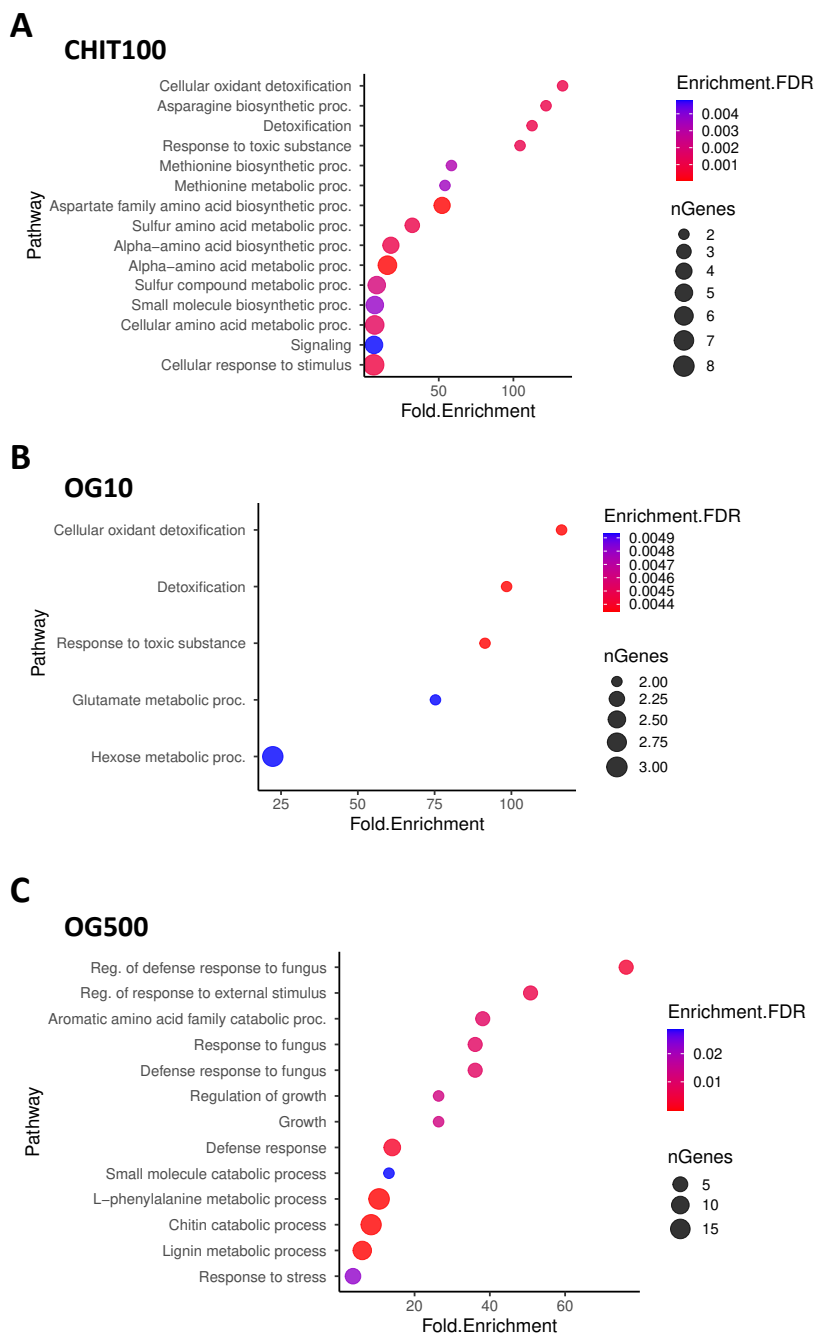 A
CHIT100
Cellular oxidant detoxification
Asparagine biosynthetic proc.
Detoxification
Response to toxic substance
Methionine biosynthetic proc.
Methionine metabolic proc.
Aspartate family amino acid biosynthetic proc.
Sulfur amino acid metabolic proc.
Alpha−amino acid biosynthetic proc.
Alpha−amino acid metabolic proc.
Sulfur compound metabolic proc.
Small molecule biosynthetic proc.
Cellular amino acid metabolic proc.
Signaling
Cellular response to stimulus
Pathway
50 100
Fold.Enrichment
Enrichment.FDR
0.004
0.003
0.002
0.001
nGenes
2
3
4
5
6
7
8
B
OG10
Cellular oxidant detoxification
Detoxification
Response to toxic substance
Glutamate metabolic proc.
Hexose metabolic proc.
Pathway
25 50 75 100
Fold.Enrichment
Enrichment.FDR
0.0049
0.0048
0.0047
0.0046
0.0045
0.0044
nGenes
2.00
2.25
2.50
2.75
3.00
C
OG500
Reg. of defense response to fungus
Reg. of response to external stimulus
Aromatic amino acid family catabolic proc.
Response to fungus
Defense response to fungus
Regulation of growth
Growth
Defense response
Small molecule catabolic process
L−phenylalanine metabolic process
Chitin catabolic process
Lignin metabolic process
Response to stress
Pathway
20 40 60
Fold.Enrichment
Enrichment.FDR
0.02
0.01
nGenes
5
10
15